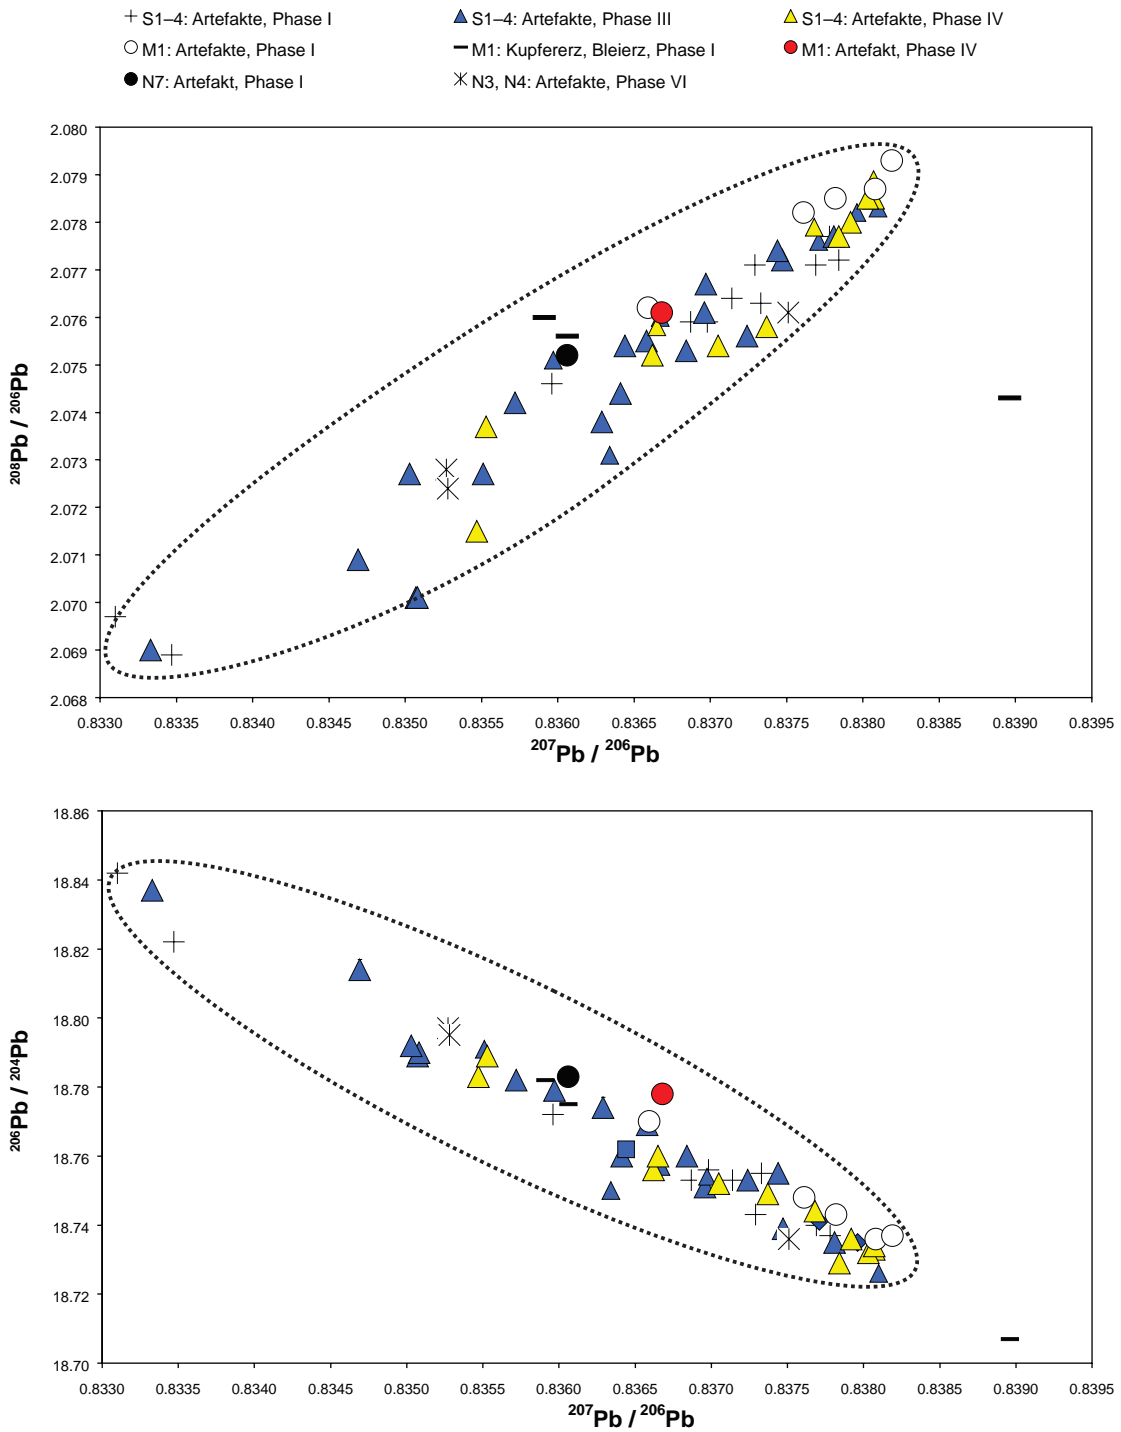 S1–4: Artefakte, Phase I
S1–4: Artefakte, Phase III
S1–4: Artefakte, Phase IV
M1: Artefakte, Phase I
M1: Kupfererz, Bleierz, Phase I
M1: Artefakt, Phase IV
N7: Artefakt, Phase I
N3, N4: Artefakte, Phase VI
2.080
2.079
2.078
2.077
2.076
2.075
2.074
2.073
2.072
2.071
2.070
2.069
2.068
208Pb / 206Pb
0.8330 0.8335 0.8340 0.8345 0.8350 0.8355 0.8360 0.8365 0.8370 0.8375 0.8380 0.8385 0.8390 0.8395
207Pb / 206Pb
18.86
18.84
18.82
18.80
18.78
18.76
18.74
18.72
18.70
206Pb / 204Pb
0.8330 0.8335 0.8340 0.8345 0.8350 0.8355 0.8360 0.8365 0.8370 0.8375 0.8380 0.8385 0.8390 0.8395
207Pb / 206Pb